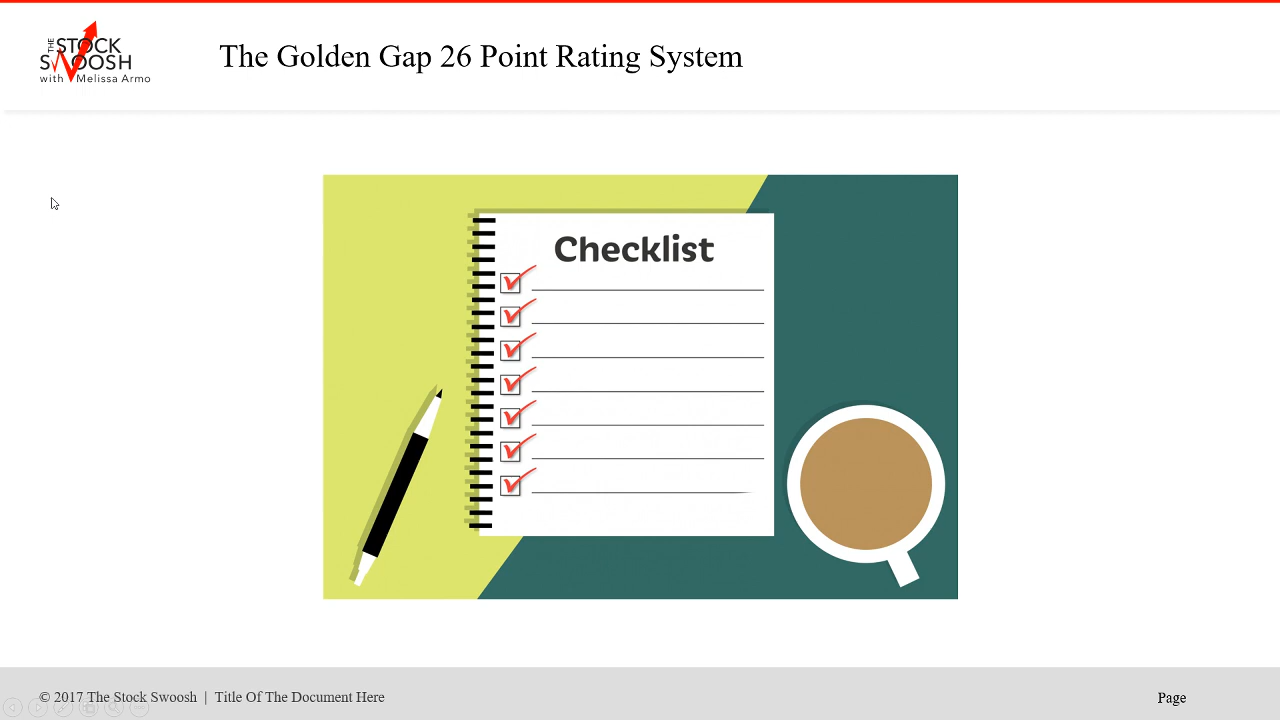 THE STOCK
SWOOSH
with Melissa Armo
The Golden Gap 26 Point Rating System
Checklist
© 2017 The Stock Swoosh | Title Of The Document Here
Page